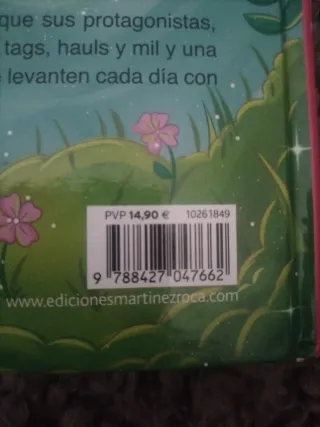 que sus protagonistas,
tags, hauls y mil y una
levanten cada día con
PVP 14,90 € 10261849
9 788427 047662
www.edicionesmartinezroca.com